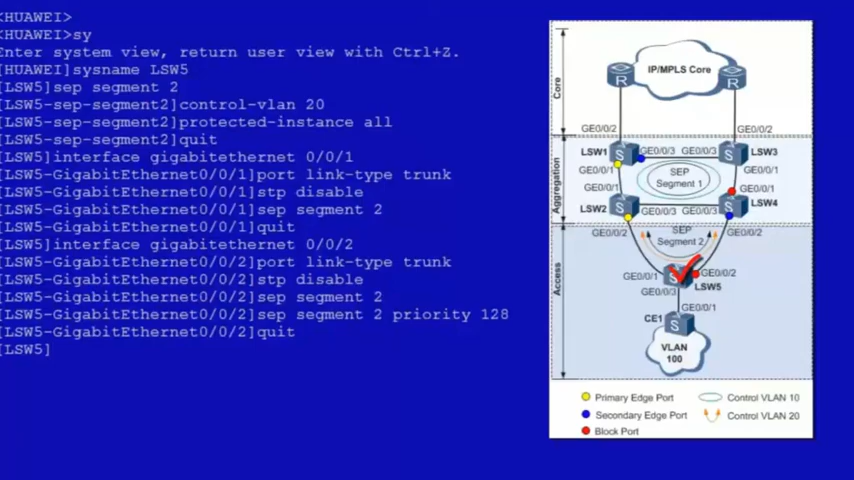 <HUAWEI>
<HUAWEI>sy
Enter system view, return user view with Ctrl+Z.
[HUAWEI]sysname LSW5
[LSW5]sep segment 2
[LSW5-sep-segment2]control-vlan 20
[LSW5-sep-segment2]protected-instance all
[LSW5-sep-segment2]quit
[LSW5]interface gigabitethernet 0/0/1
[LSW5-GigabitEthernet0/0/1]port link-type trunk
[LSW5-GigabitEthernet0/0/1]stp disable
[LSW5-GigabitEthernet0/0/1]sep segment 2
[LSW5-GigabitEthernet0/0/1]quit
[LSW5]interface gigabitethernet 0/0/2
[LSW5-GigabitEthernet0/0/2]port link-type trunk
[LSW5-GigabitEthernet0/0/2]stp disable
[LSW5-GigabitEthernet0/0/2]sep segment 2
[LSW5-GigabitEthernet0/0/2]sep segment 2 priority 128
[LSW5-GigabitEthernet0/0/2]quit
[LSW5]
Core
IP/MPLS Core
R
R
GE0/0/2
GE0/0/2
Aggregation
LSW1
S
GE0/0/3
GE0/0/3
S
LSW3
GE0/0/1
SEP
Segment 1
GE0/0/1
GE0/0/1
GE0/0/1
LSW2
S
GE0/0/3
GE0/0/3
S
LSW4
Access
GE0/0/2
SEP
Segment 2
GE0/0/2
GE0/0/1
S
GE0/0/2
LSW5
GE0/0/3
GE0/0/1
CE1
S
VLAN
100
Primary Edge Port
Control VLAN 10
Secondary Edge Port
Control VLAN 20
Block Port